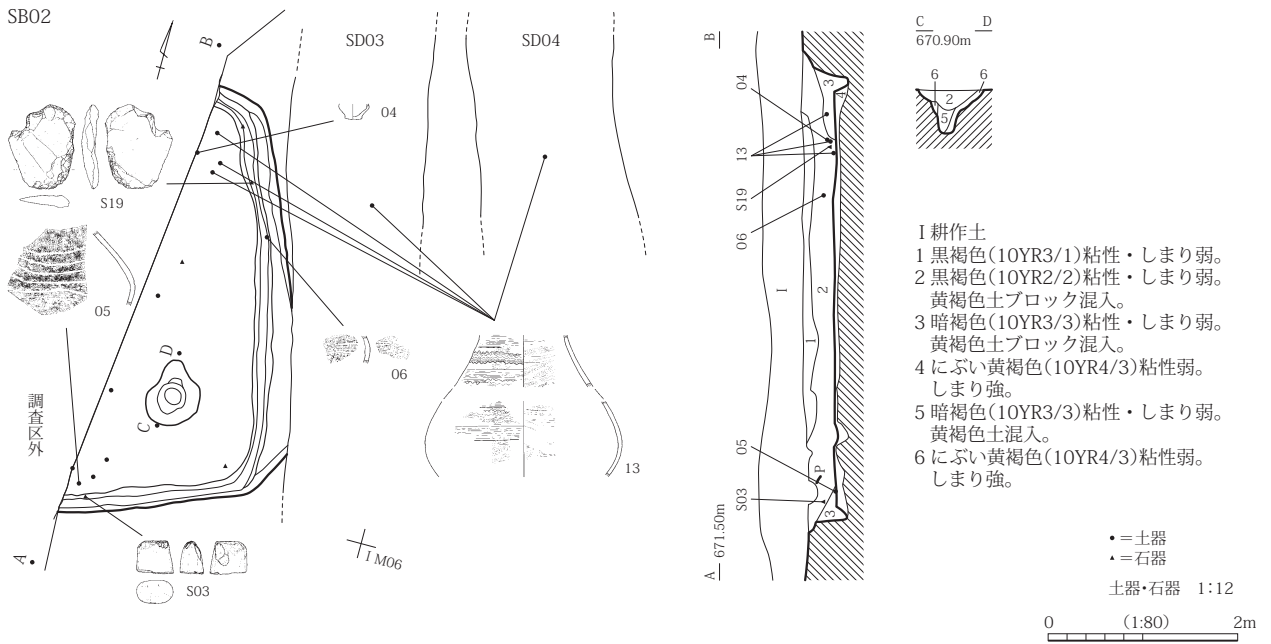 SB02
B
SD03
SD04
04
S19
05
06
D
C
調査区外
13
A
I M06
S03
B
04
13
S19
06
I
1
2
3
4
05
P
S03
3
A 671.50m
C D
670.90m
6 6
2
5
I 耕作土
1 黒褐色(10YR3/1)粘性・しまり弱。
2 黒褐色(10YR2/2)粘性・しまり弱。
黄褐色土ブロック混入。
3 暗褐色(10YR3/3)粘性・しまり弱。
黄褐色土ブロック混入。
4 にぶい黄褐色(10YR4/3)粘性弱。
しまり強。
5 暗褐色(10YR3/3)粘性・しまり弱。
黄褐色土混入。
6 にぶい黄褐色(10YR4/3)粘性弱。
しまり強。
●＝土器
▲＝石器
土器・石器 1:12
0 (1:80) 2m